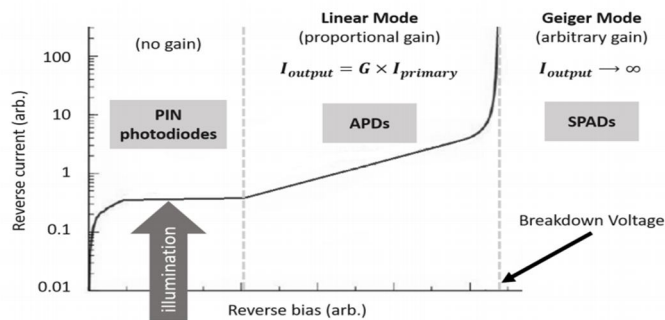 Linear Mode
Geiger Mode
(no gain)
(proportional gain)
(arbitrary gain)
I_output = G × I_primary
I_output → ∞
PIN
photodiodes
APDs
SPADs
100
10
1
0.1
0.01
Reverse current (arb.)
illumination
Breakdown Voltage
Reverse bias (arb.)